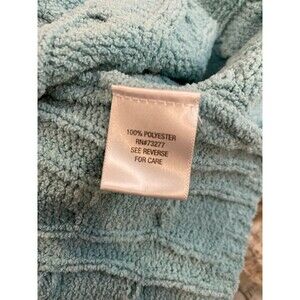 100% POLYESTER
RN#73277
SEE REVERSE
FOR CARE